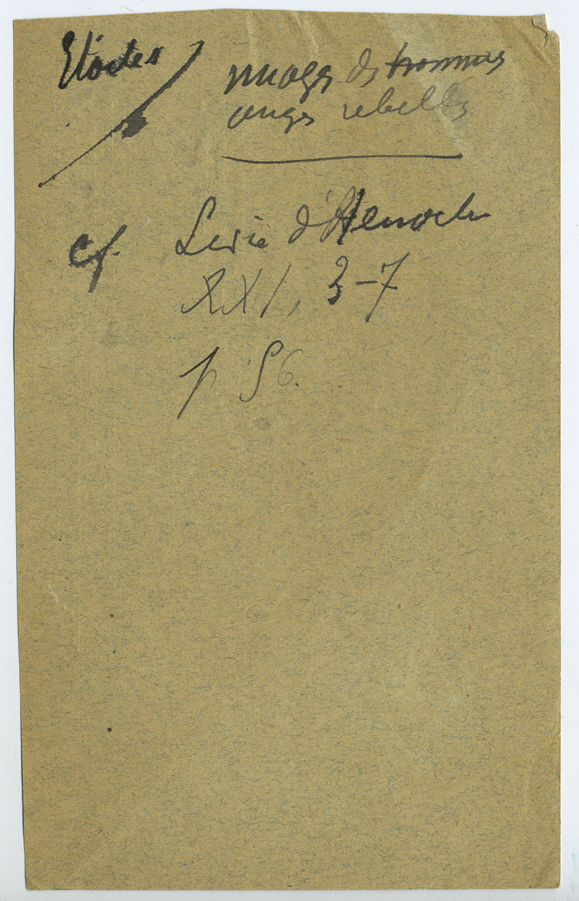 Etoiles
images des hommes
anges rebelles
cf. Livre d'Henoch
XXI, 3-7
p 56.